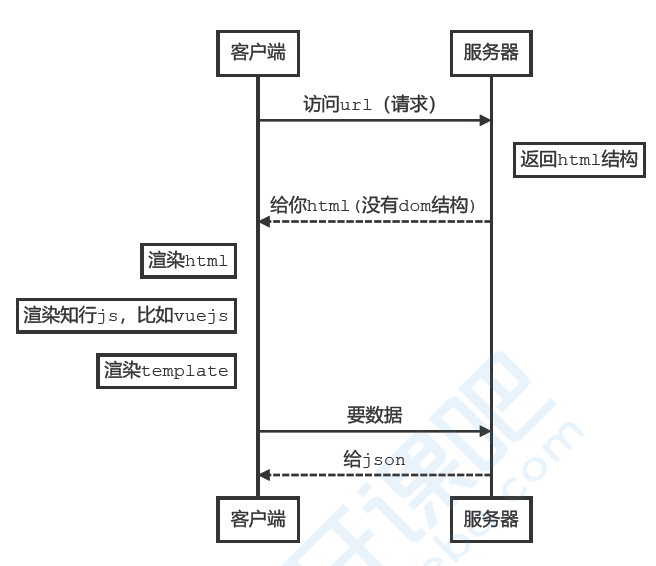 客户端 服务器
访问url（请求）
返回html结构
给你html(没有dom结构)
渲染html
渲染知行js，比如vuejs
渲染template
要数据
给json
客户端 服务器
开课吧